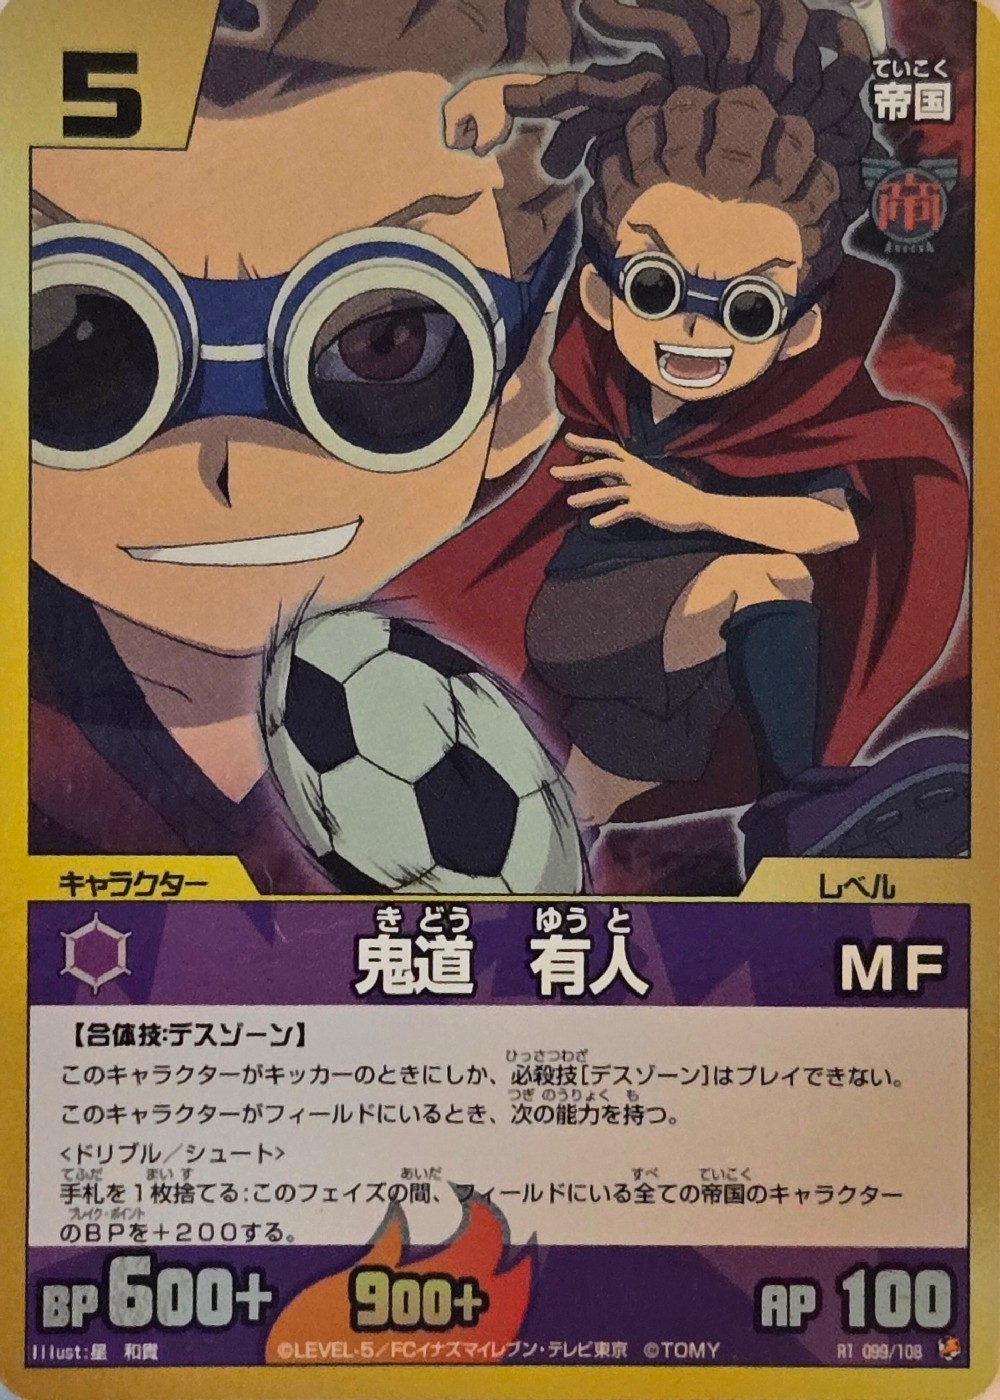 5
ていこく
帝国
帝
キャラクター
レベル
きどう ゆうと
鬼道 有人
MF
【合体技:デスゾーン】
ひっさつわざ
このキャラクターがキッカーのときにしか、必殺技[デスゾーン]はプレイできない。
つぎ のうりょく も
このキャラクターがフィールドにいるとき、次の能力を持つ。
<ドリブル／シュート>
てふだ まい す あいだ すべ ていこく
手札を1枚捨てる:このフェイズの間、フィールドにいる全ての帝国のキャラクター
ブレイク・ポイント
のBPを+200する。
BP 600+
900+
AP 100
Illust:星 和貴
©LEVEL-5／FCイナズマイレブン・テレビ東京 ©TOMY
R1 099/108